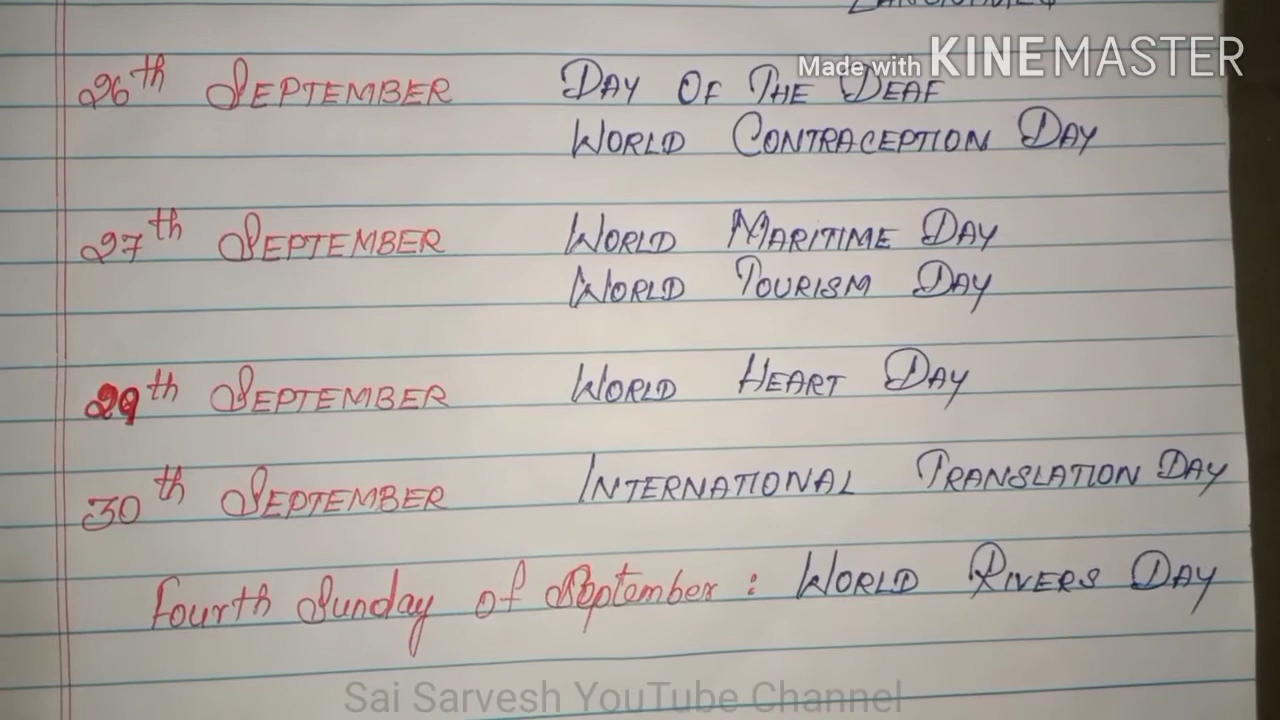 Made with KINEMASTER
26th SEPTEMBER DAY OF THE DEAF
WORLD CONTRACEPTION DAY
27th SEPTEMBER WORLD MARITIME DAY
WORLD TOURISM DAY
29th SEPTEMBER WORLD HEART DAY
30th SEPTEMBER INTERNATIONAL TRANSLATION DAY
Fourth Sunday of September : WORLD RIVERS DAY
Sai Sarvesh YouTube Channel